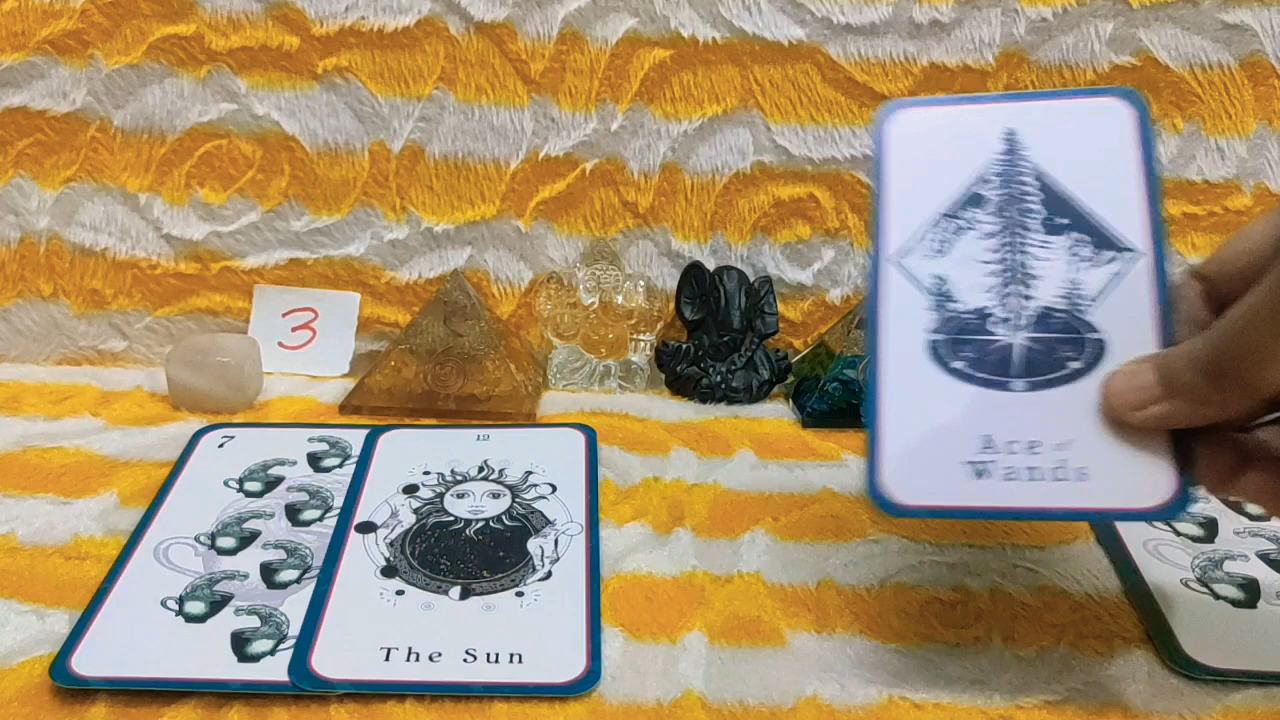 3
7
19
The Sun
Ace of
Wands